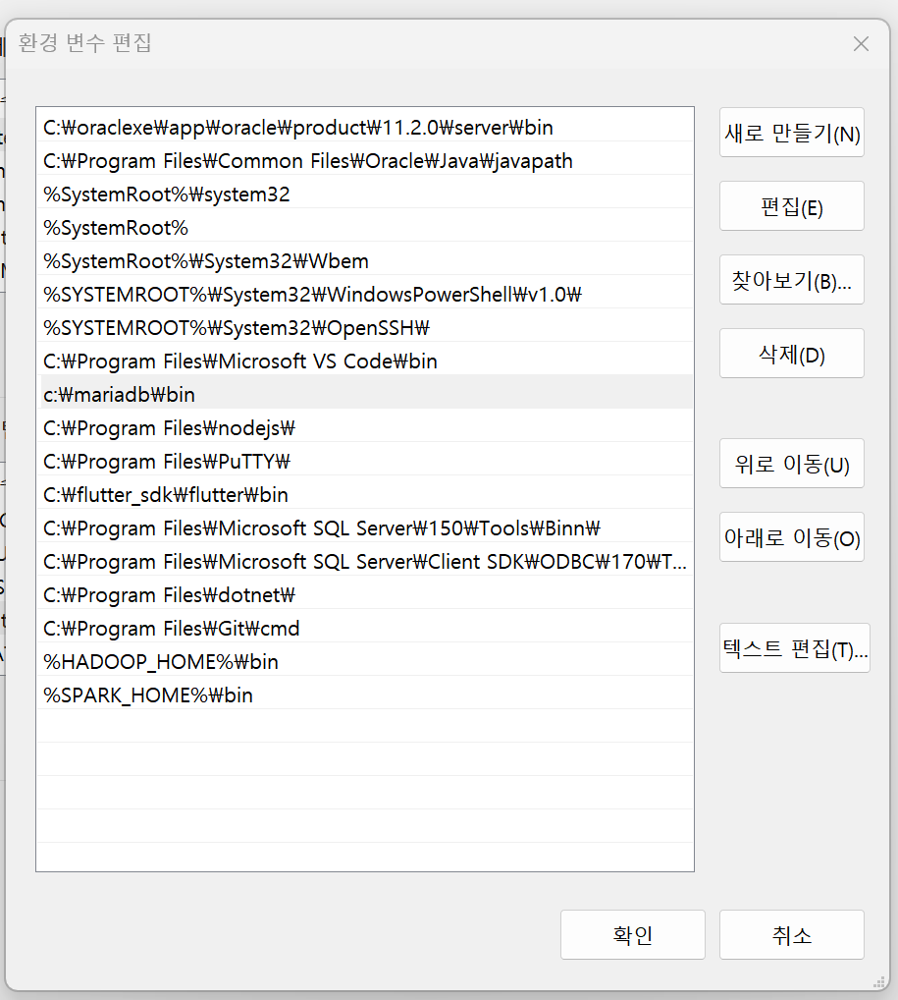 환경 변수 편집
C:₩oraclexe₩app₩oracle₩product₩11.2.0₩server₩bin
C:₩Program Files₩Common Files₩Oracle₩Java₩javapath
%SystemRoot%₩system32
%SystemRoot%
%SystemRoot%₩System32₩Wbem
%SYSTEMROOT%₩System32₩WindowsPowerShell₩v1.0₩
%SYSTEMROOT%₩System32₩OpenSSH₩
C:₩Program Files₩Microsoft VS Code₩bin
c:₩mariadb₩bin
C:₩Program Files₩nodejs₩
C:₩Program Files₩PuTTY₩
C:₩flutter_sdk₩flutter₩bin
C:₩Program Files₩Microsoft SQL Server₩150₩Tools₩Binn₩
C:₩Program Files₩Microsoft SQL Server₩Client SDK₩ODBC₩170₩T...
C:₩Program Files₩dotnet₩
C:₩Program Files₩Git₩cmd
%HADOOP_HOME%₩bin
%SPARK_HOME%₩bin
새로 만들기(N)
편집(E)
찾아보기(B)...
삭제(D)
위로 이동(U)
아래로 이동(O)
텍스트 편집(T)...
확인
취소